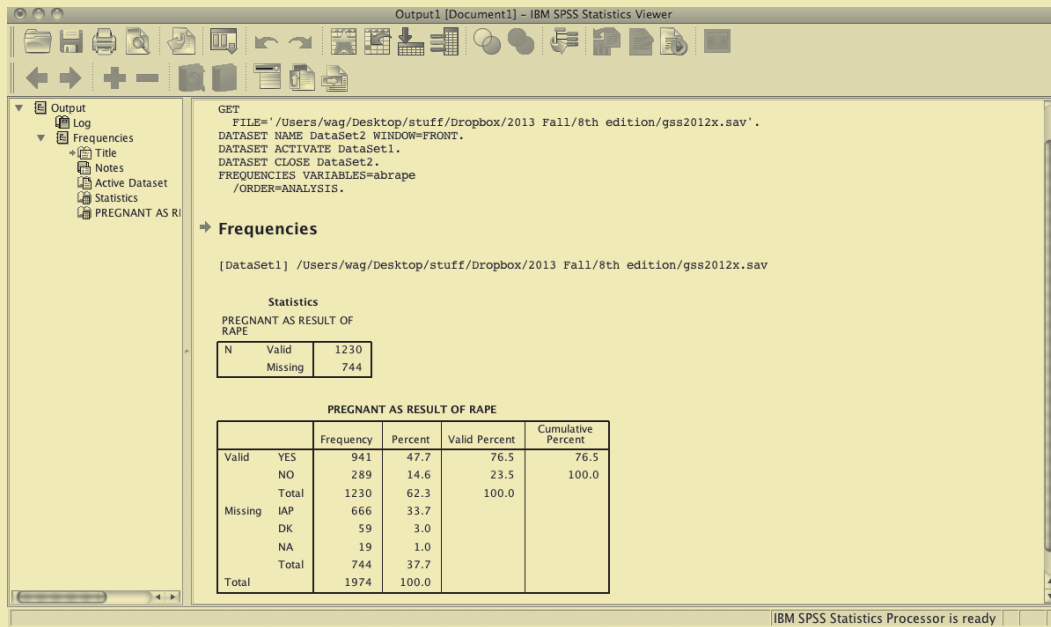 Output1 [Document1] – IBM SPSS Statistics Viewer
Output
Log
Frequencies
Title
Notes
Active Dataset
Statistics
PREGNANT AS RE
GET
FILE='/Users/wag/Desktop/stuff/Dropbox/2013 Fall/8th edition/gss2012x.sav'.
DATASET NAME DataSet2 WINDOW=FRONT.
DATASET ACTIVATE DataSet1.
DATASET CLOSE DataSet2.
FREQUENCIES VARIABLES=abrape
/ORDER=ANALYSIS.
Frequencies
[DataSet1] /Users/wag/Desktop/stuff/Dropbox/2013 Fall/8th edition/gss2012x.sav
Statistics
PREGNANT AS RESULT OF
RAPE
N Valid 1230
Missing 744
PREGNANT AS RESULT OF RAPE
Frequency Percent Valid Percent Cumulative Percent
Valid YES 941 47.7 76.5 76.5
NO 289 14.6 23.5 100.0
Total 1230 62.3 100.0
Missing IAP 666 33.7
DK 59 3.0
NA 19 1.0
Total 744 37.7
Total 1974 100.0
IBM SPSS Statistics Processor is ready